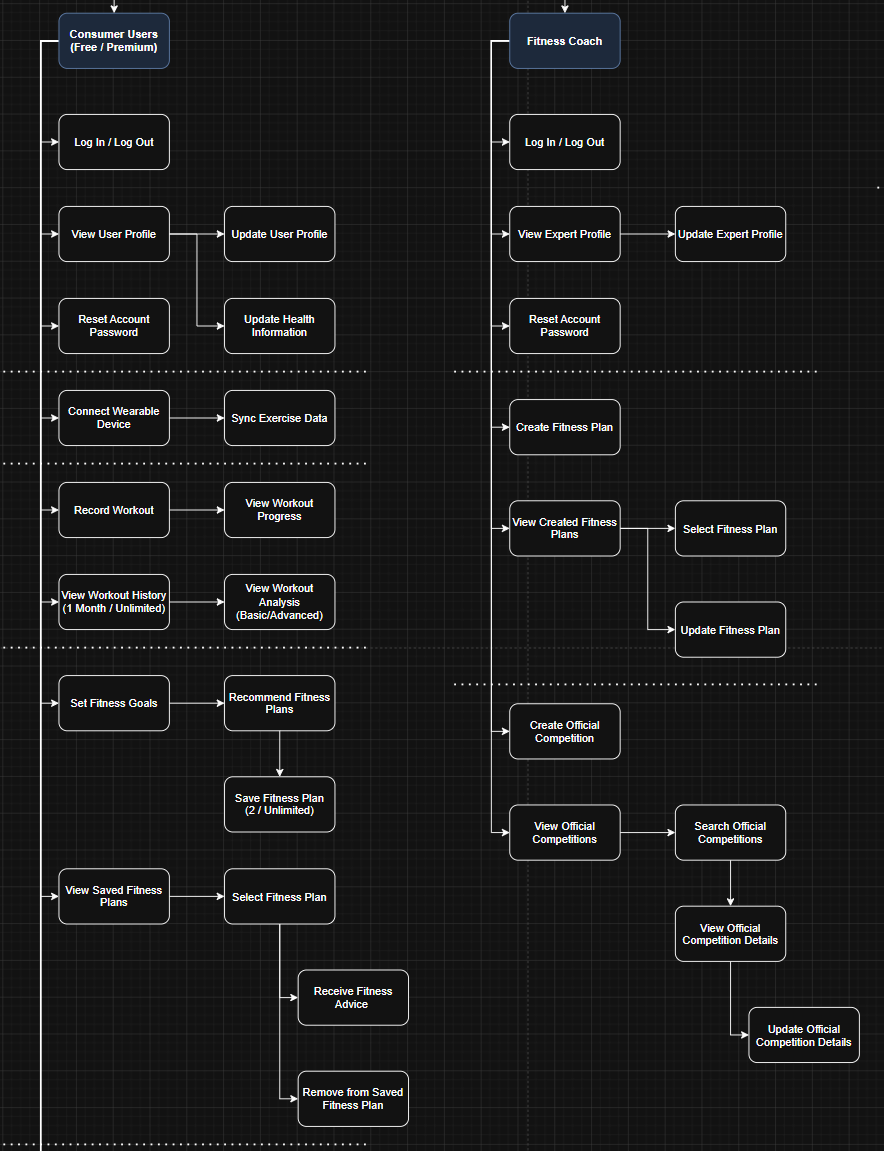 Consumer Users
(Free / Premium)
Log In / Log Out
View User Profile
Update User Profile
Reset Account
Password
Update Health
Information
Connect Wearable
Device
Sync Exercise Data
Record Workout
View Workout
Progress
View Workout History
(1 Month / Unlimited)
View Workout
Analysis
(Basic/Advanced)
Set Fitness Goals
Recommend Fitness
Plans
Save Fitness Plan
(2 / Unlimited)
View Saved Fitness
Plans
Select Fitness Plan
Receive Fitness
Advice
Remove from Saved
Fitness Plan
Fitness Coach
Log In / Log Out
View Expert Profile
Update Expert Profile
Reset Account
Password
Create Fitness Plan
View Created Fitness
Plans
Select Fitness Plan
Update Fitness Plan
Create Official
Competition
View Official
Competitions
Search Official
Competitions
View Official
Competition Details
Update Official
Competition Details